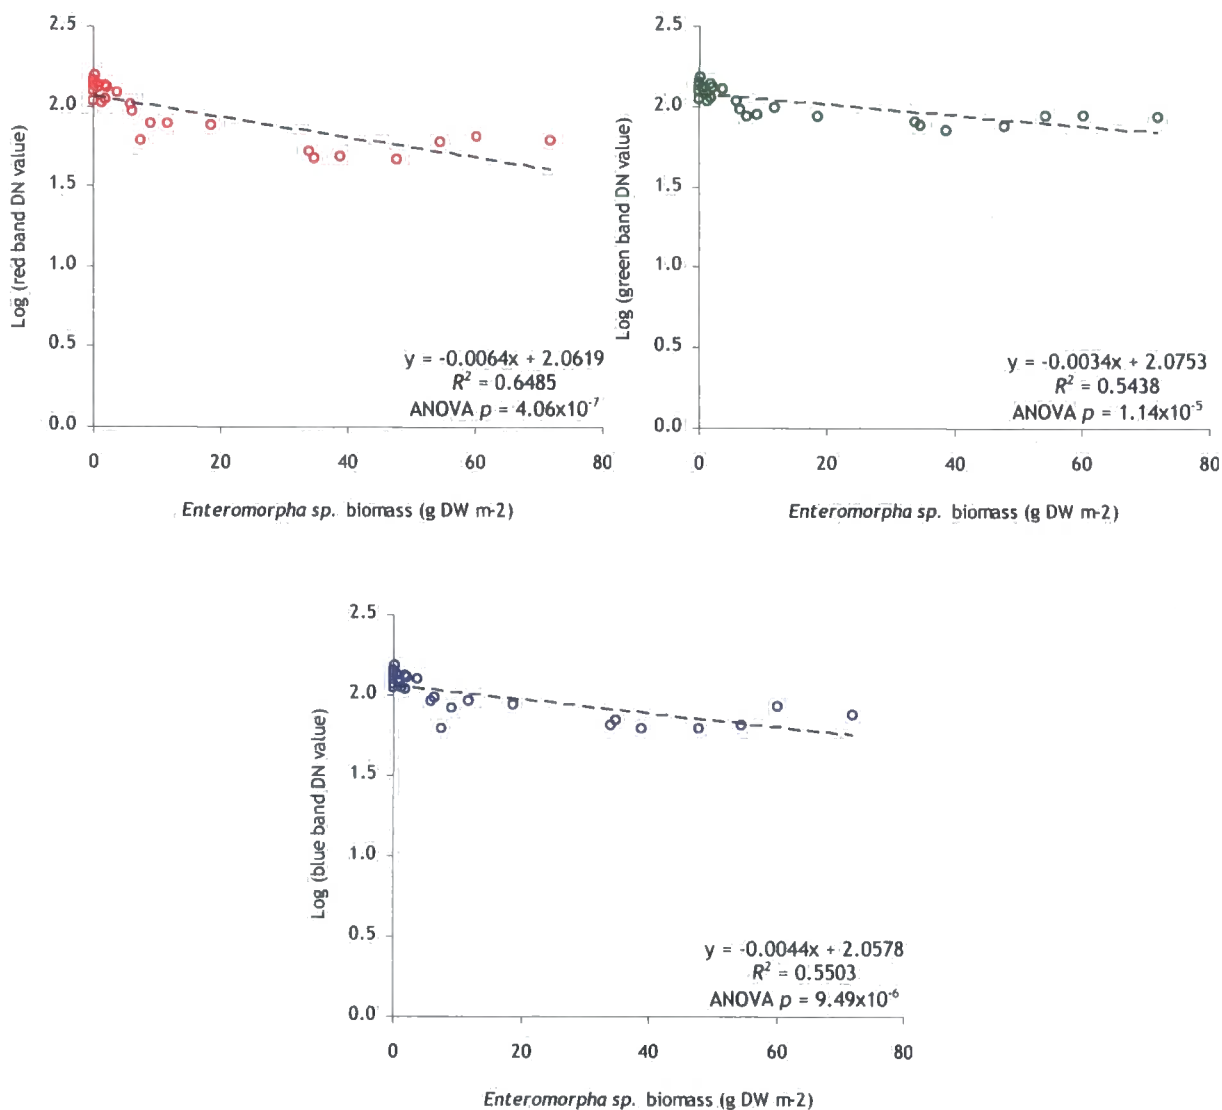 2.5
2.0
1.5
1.0
0.5
0.0
Log (red band DN value)
y = -0.0064x + 2.0619
R² = 0.6485
ANOVA p = 4.06x10⁻⁷
0 20 40 60 80
Enteromorpha sp. biomass (g DW m-2)
2.5
2.0
1.5
1.0
0.5
0.0
Log (green band DN value)
y = -0.0034x + 2.0753
R² = 0.5438
ANOVA p = 1.14x10⁻⁵
0 20 40 60 80
Enteromorpha sp. biomass (g DW m-2)
2.5
2.0
1.5
1.0
0.5
0.0
Log (blue band DN value)
y = -0.0044x + 2.0578
R² = 0.5503
ANOVA p = 9.49x10⁻⁶
0 20 40 60 80
Enteromorpha sp. biomass (g DW m-2)